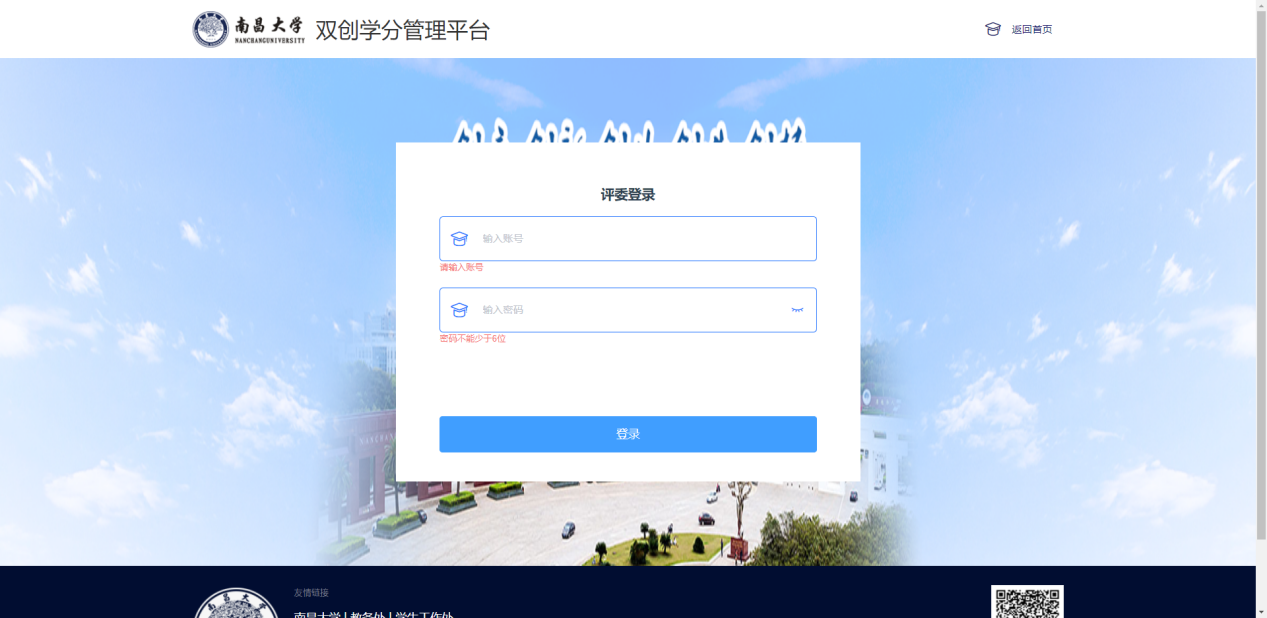 南昌大学
NANCHANGUNIVERSITY
双创学分管理平台
返回首页
评委登录
输入账号
请输入账号
输入密码
密码不能少于6位
登录
友情链接
南昌大学 | 教务处 | 学生工作处